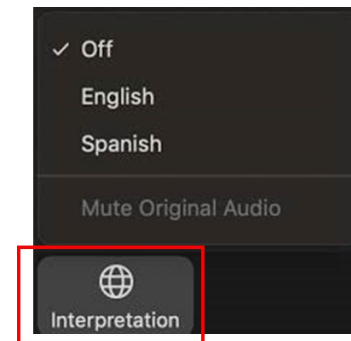 ✓ Off
English
Spanish
Mute Original Audio
Interpretation